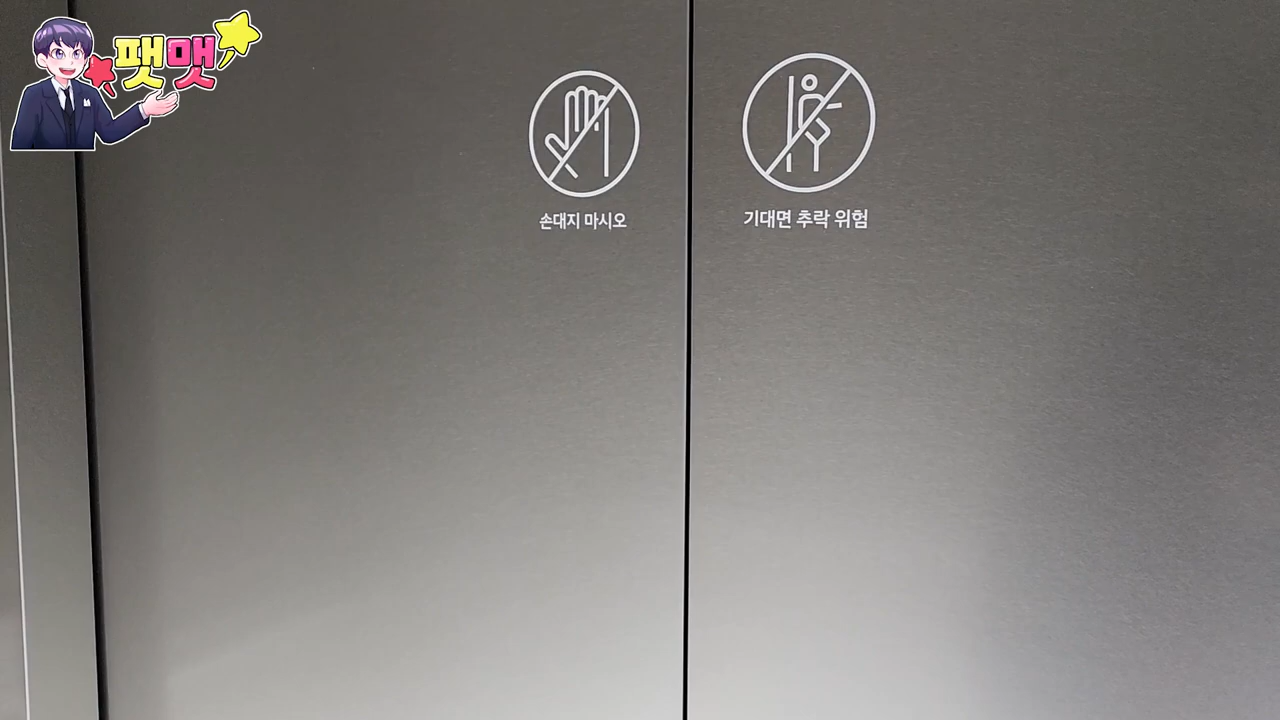 팻맷
손대지 마시오
기대면 추락 위험